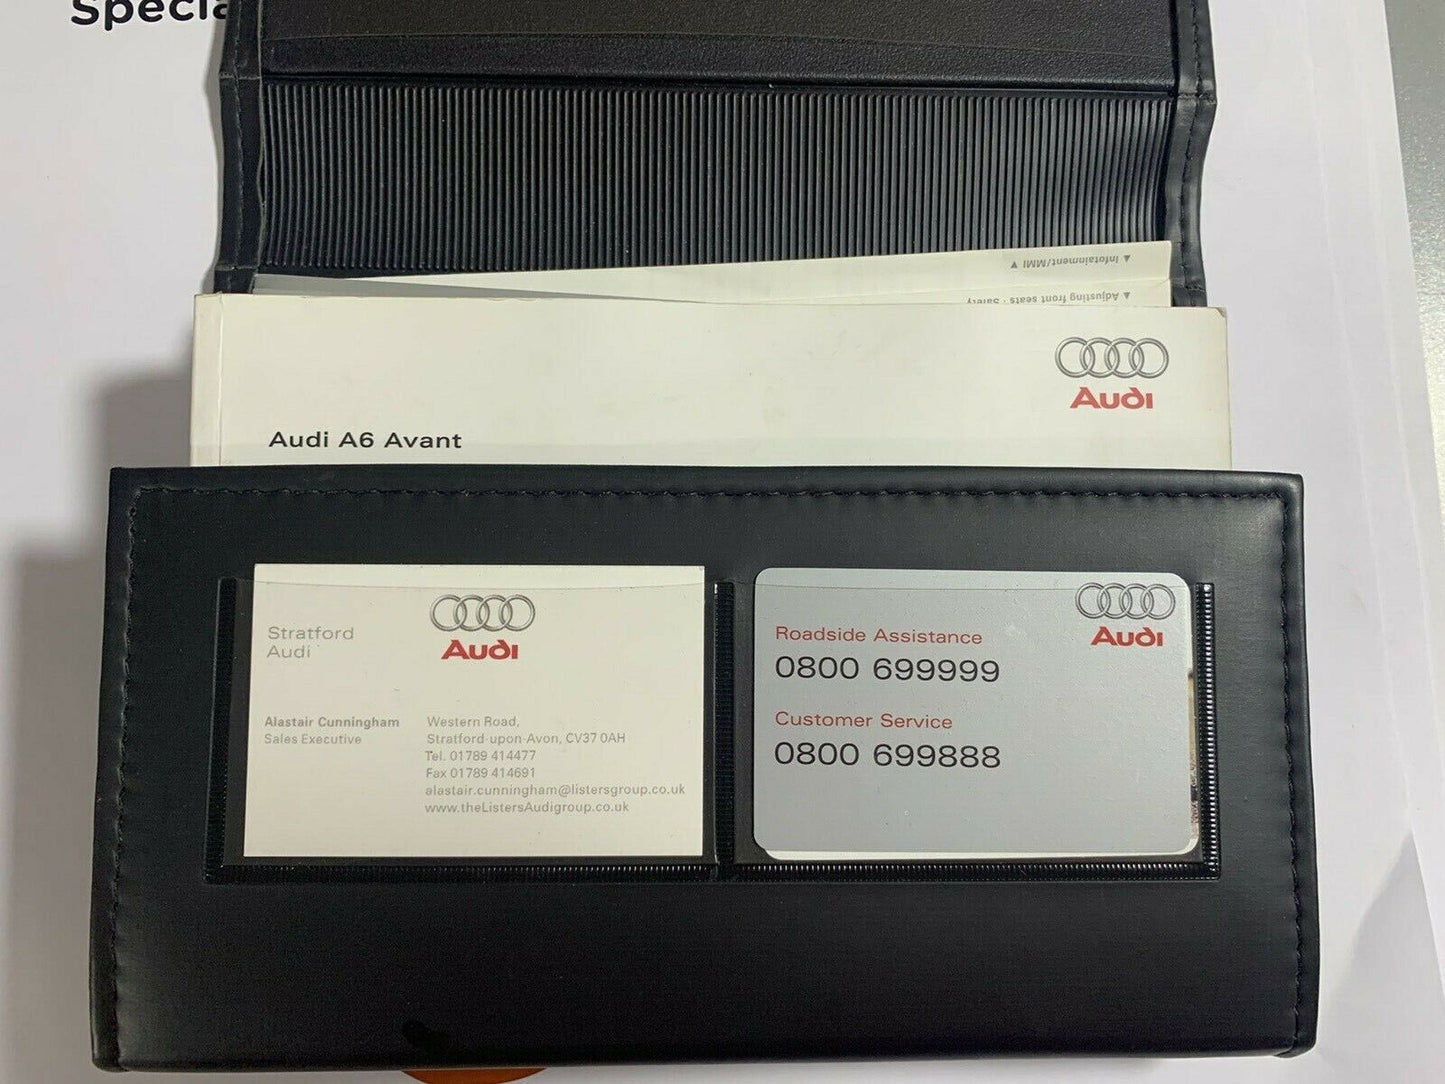 ▲ Infotainment/MMI ▼
▲ Adjusting front seats · Safety
Audi
Audi A6 Avant
Stratford
Audi
Audi
Alastair Cunningham
Sales Executive
Western Road,
Stratford-upon-Avon, CV37 0AH
Tel. 01789 414477
Fax 01789 414691
alastair.cunningham@listersgroup.co.uk
www.theListersAudigroup.co.uk
Audi
Roadside Assistance
0800 699999
Customer Service
0800 699888